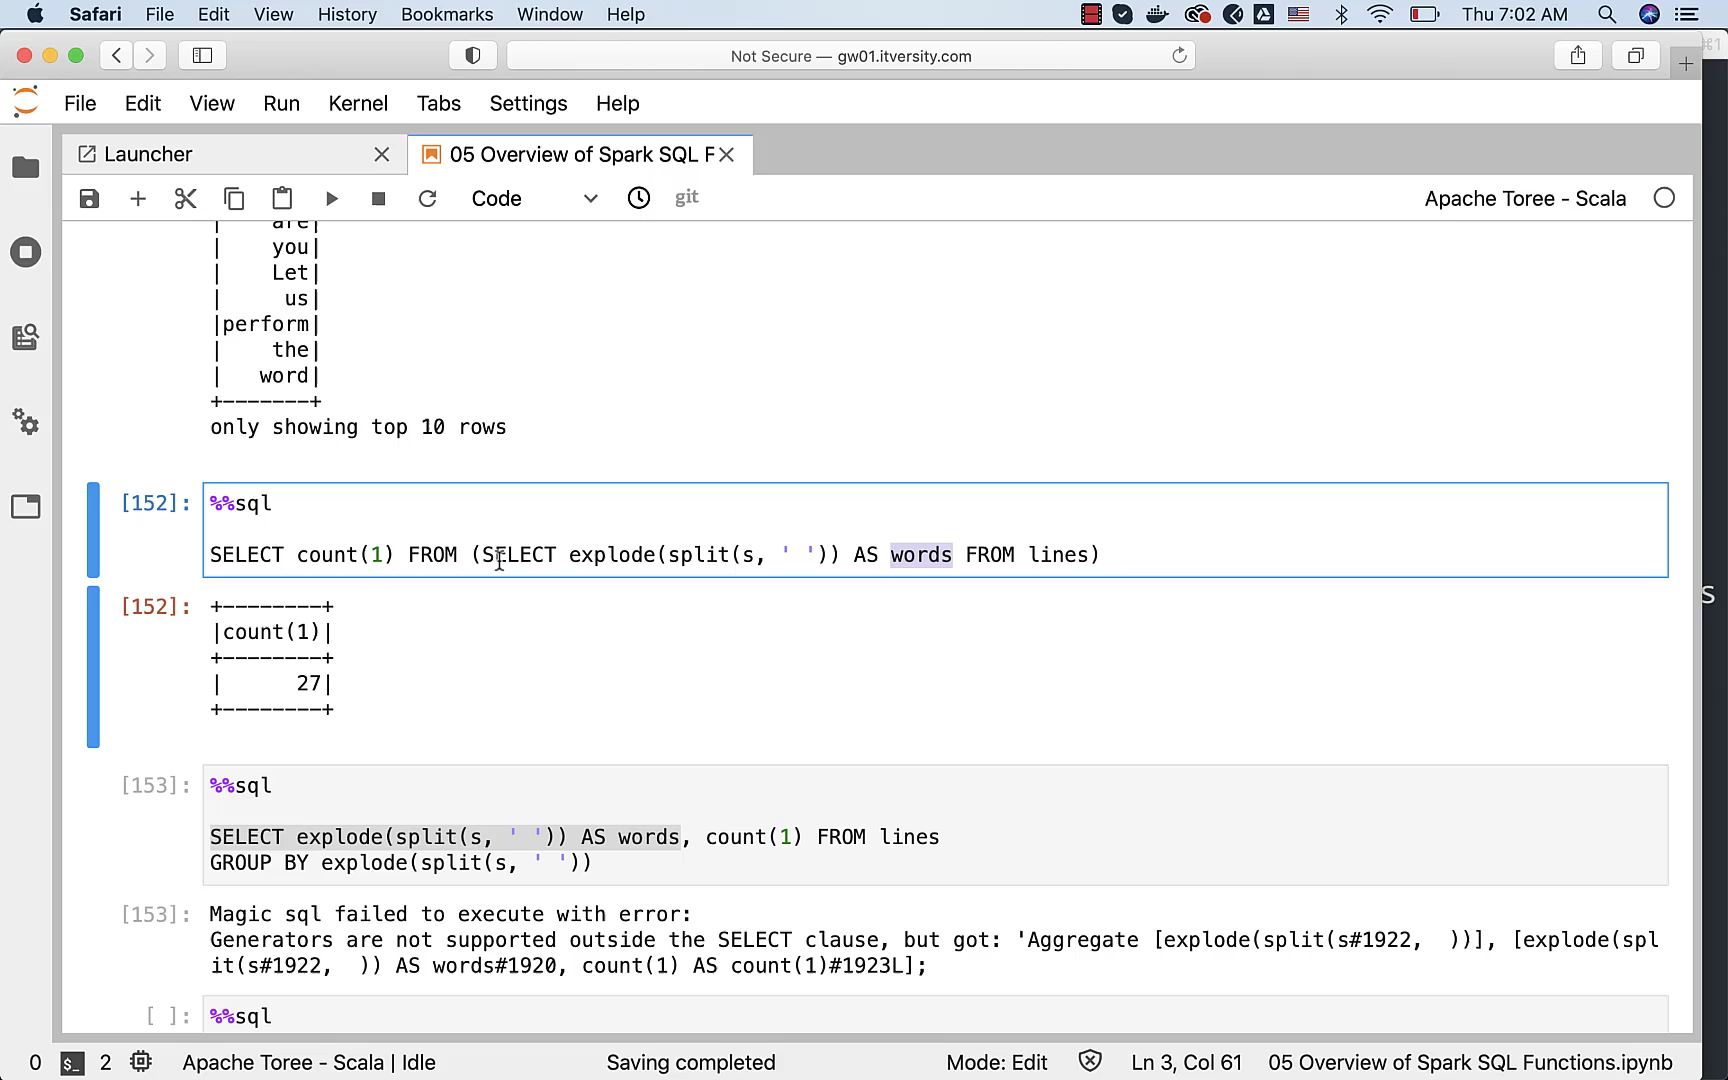 Safari File Edit View History Bookmarks Window Help Thu 7:02 AM
Not Secure — gw01.itversity.com
⌘1
File Edit View Run Kernel Tabs Settings Help
Launcher
05 Overview of Spark SQL F
Code git Apache Toree - Scala
| are|
| you|
| Let|
| us|
|perform|
| the|
| word|
+-------+
only showing top 10 rows
[152]: %%sql
SELECT count(1) FROM (SELECT explode(split(s, ' ')) AS words FROM lines)
[152]: +--------+
|count(1)|
+--------+
| 27|
+--------+
[153]: %%sql
SELECT explode(split(s, ' ')) AS words, count(1) FROM lines
GROUP BY explode(split(s, ' '))
[153]: Magic sql failed to execute with error:
Generators are not supported outside the SELECT clause, but got: 'Aggregate [explode(split(s#1922,  ))], [explode(spl
it(s#1922,  )) AS words#1920, count(1) AS count(1)#1923L];
[ ]: %%sql
s
0 $_ 2 Apache Toree - Scala | Idle Saving completed Mode: Edit Ln 3, Col 61 05 Overview of Spark SQL Functions.ipynb